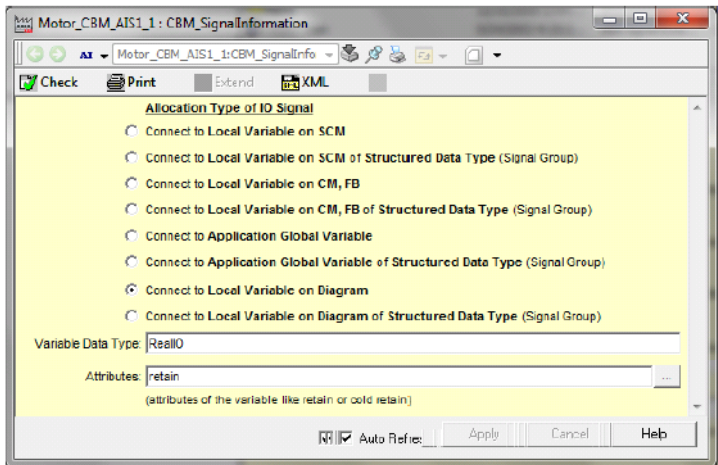 Motor_CBM_AIS1_1 : CBM_SignalInformation
AI Motor_CBM_AIS1_1:CBM_SignalInfo
Check Print Extend XML
Allocation Type of IO Signal
Connect to Local Variable on SCM
Connect to Local Variable on SCM of Structured Data Type (Signal Group)
Connect to Local Variable on CM, FB
Connect to Local Variable on CM, FB of Structured Data Type (Signal Group)
Connect to Application Global Variable
Connect to Application Global Variable of Structured Data Type (Signal Group)
Connect to Local Variable on Diagram
Connect to Local Variable on Diagram of Structured Data Type (Signal Group)
Variable Data Type: RealIO
Attributes: retain ...
(attributes of the variable like retain or cold retain)
Auto Refre Apply Cancel Help